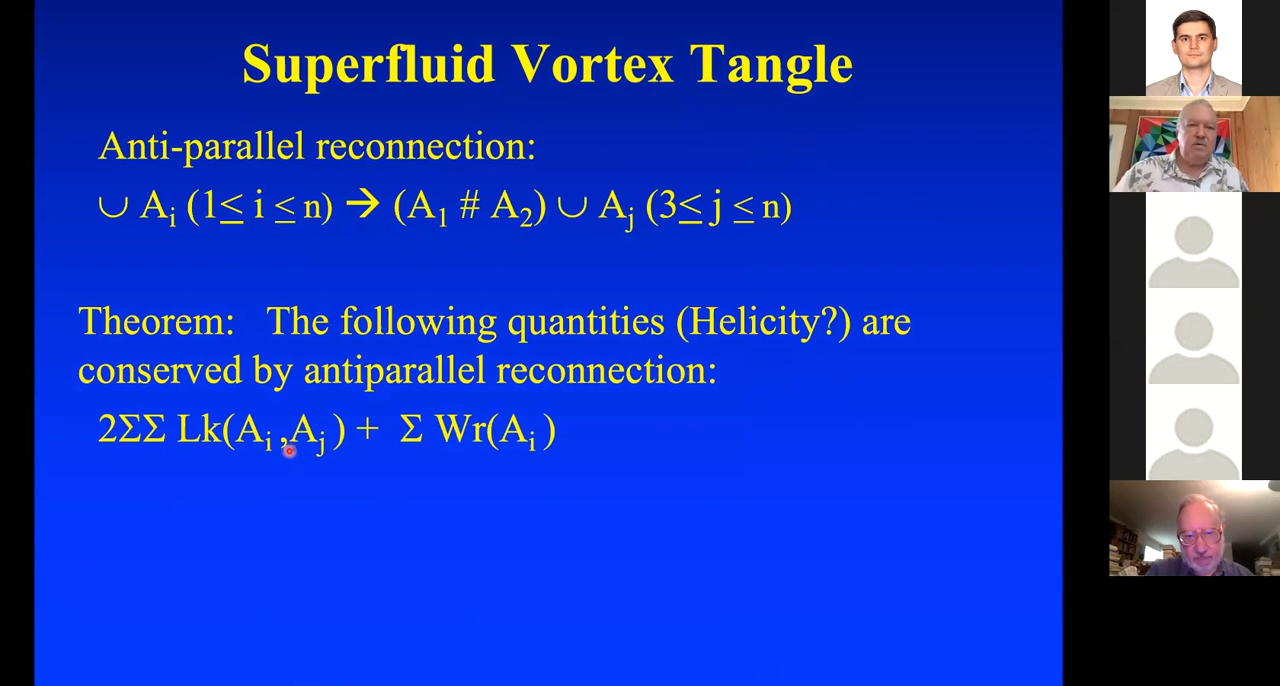 Superfluid Vortex Tangle
Anti-parallel reconnection:
∪ Aᵢ (1≤ i ≤ n) ➔ (A₁ # A₂) ∪ Aⱼ (3≤ j ≤ n)
Theorem: The following quantities (Helicity?) are
conserved by antiparallel reconnection:
2ΣΣ Lk(Aᵢ ,Aⱼ ) + Σ Wr(Aᵢ )